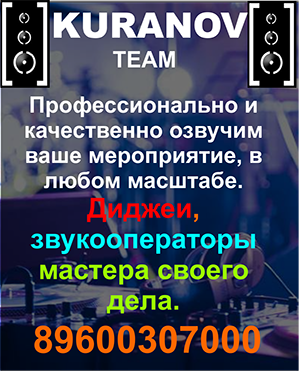 KURANOV
TEAM
Профессионально и
качественно озвучим
ваше мероприятие, в
любом масштабе.
Диджеи,
звукооператоры
мастера своего
дела.
89600307000